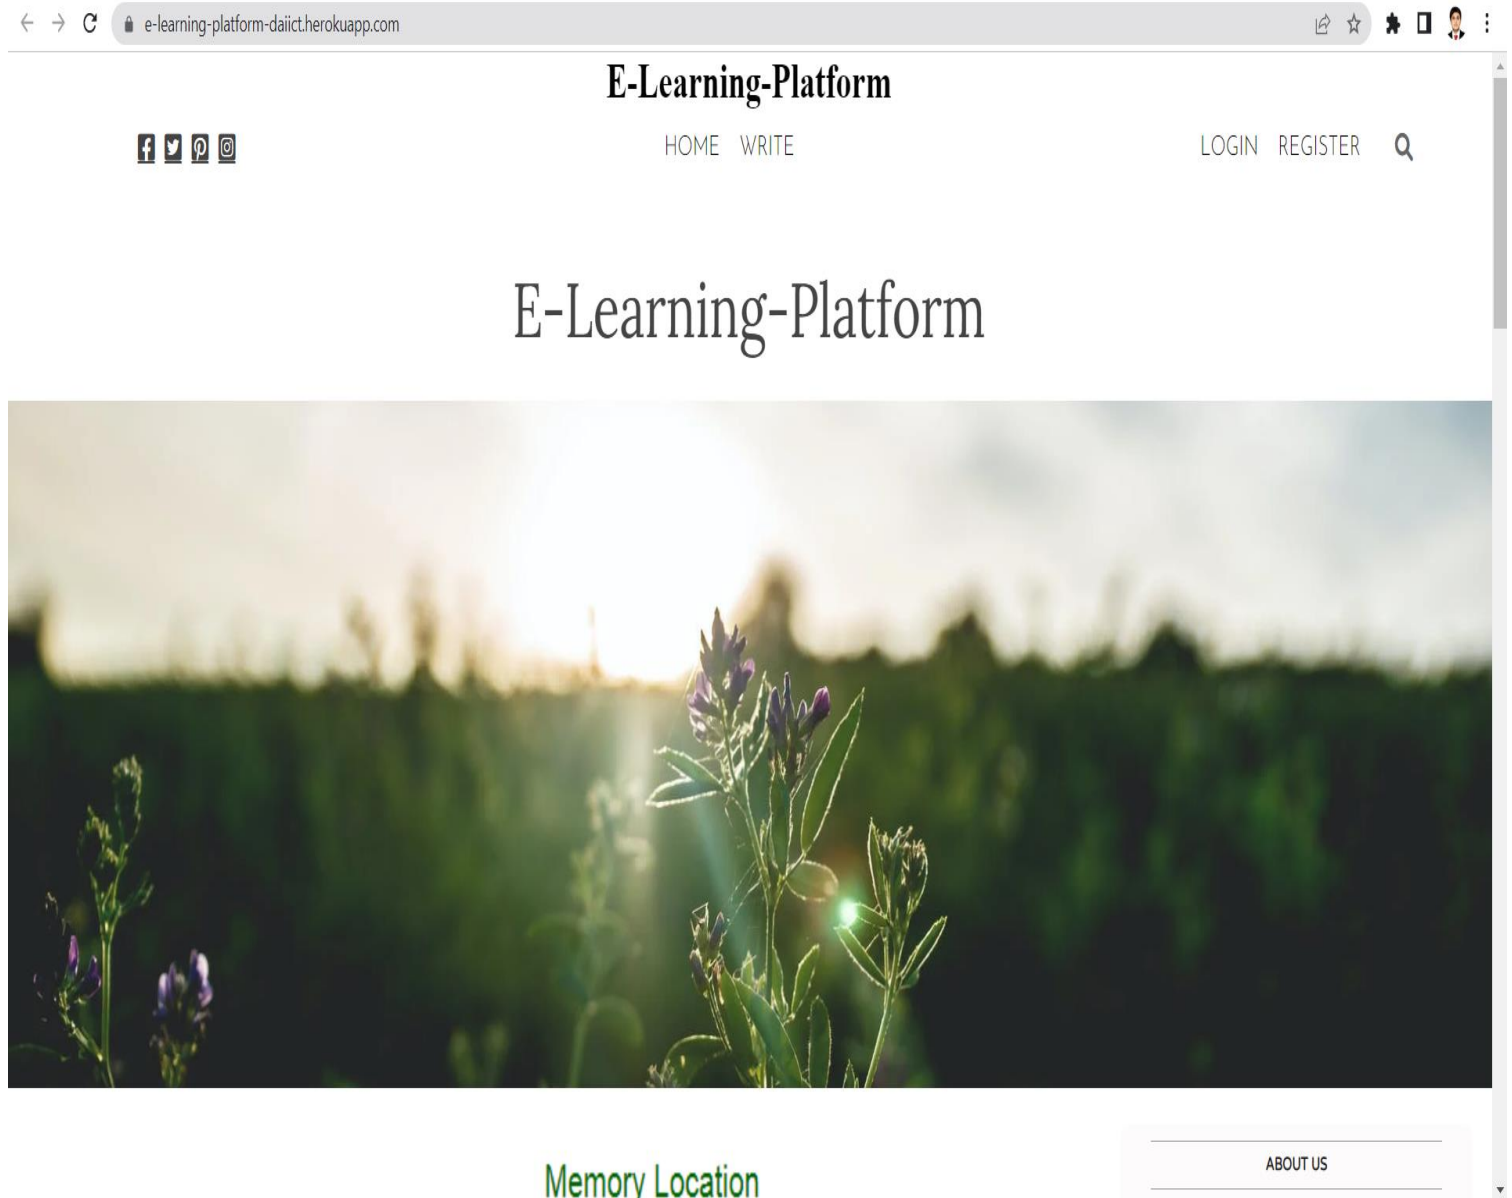 e-learning-platform-daiict.herokuapp.com
E-Learning-Platform
HOME WRITE
LOGIN REGISTER
E-Learning-Platform
Memory Location
ABOUT US